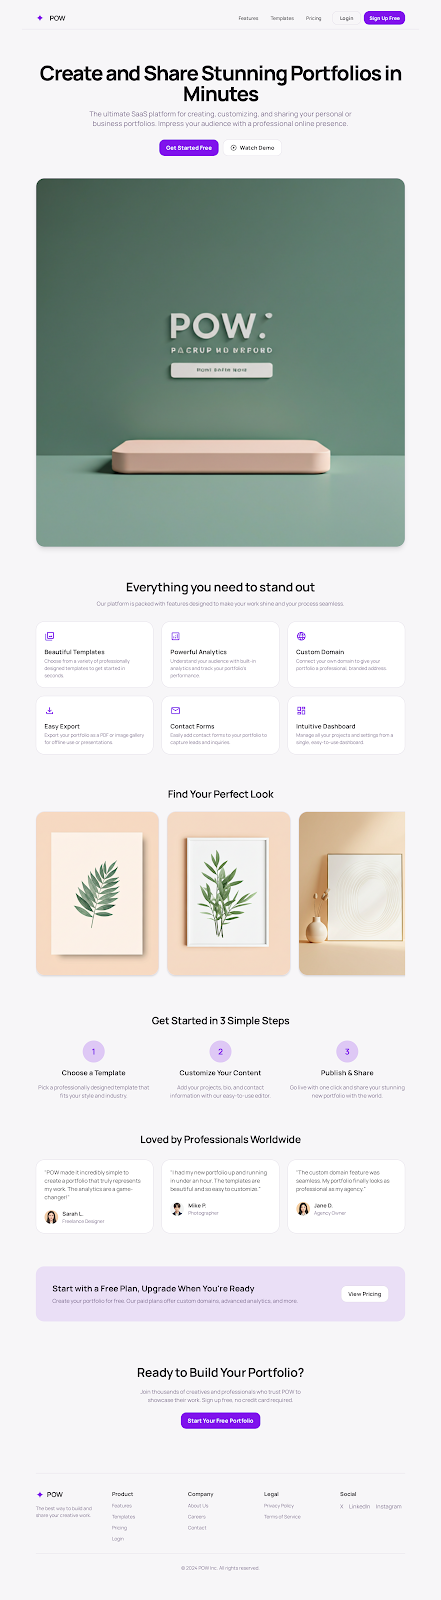 POW
Features Templates Pricing Login Sign Up Free
Create and Share Stunning Portfolios in
Minutes
The ultimate SaaS platform for creating, customizing, and sharing your personal or
business portfolios. Impress your audience with a professional online presence.
Get Started Free Watch Demo
POW
Everything you need to stand out
Our platform is packed with features designed to make your work shine and your process seamless.
Beautiful Templates
Choose from a variety of professionally
designed templates to get started in
seconds.
Powerful Analytics
Understand your audience with built-in
analytics and track your portfolio's
performance.
Custom Domain
Connect your own domain to give your
portfolio a professional, branded address.
Easy Export
Export your portfolio as a PDF or image gallery
for offline use or presentations.
Contact Forms
Easily add contact forms to your portfolio to
capture leads and inquiries.
Intuitive Dashboard
Manage all your projects and settings from a
single, easy-to-use dashboard.
Find Your Perfect Look
Get Started in 3 Simple Steps
1
Choose a Template
Pick a professionally designed template that
fits your style and industry.
2
Customize Your Content
Add your projects, bio, and contact
information with our easy-to-use editor.
3
Publish & Share
Go live with one click and share your stunning
new portfolio with the world.
Loved by Professionals Worldwide
"POW made it incredibly simple to
create a portfolio that truly represents
my work. The analytics are a game-
changer!"
Sarah L.
Freelance Designer
"I had my new portfolio up and running
in under an hour. The templates are
beautiful and so easy to customize."
Mike P.
Photographer
"The custom domain feature was
seamless. My portfolio finally looks as
professional as my agency."
Jane D.
Agency Owner
Start with a Free Plan, Upgrade When You're Ready
Create your portfolio for free. Our paid plans offer custom domains, advanced analytics, and more.
View Pricing
Ready to Build Your Portfolio?
Join thousands of creatives and professionals who trust POW to
showcase their work. Sign up free, no credit card required.
Start Your Free Portfolio
POW
The best way to build and
share your creative work.
Product
Features
Templates
Pricing
Login
Company
About Us
Careers
Contact
Legal
Privacy Policy
Terms of Service
Social
X LinkedIn Instagram
© 2024 POW Inc. All rights reserved.